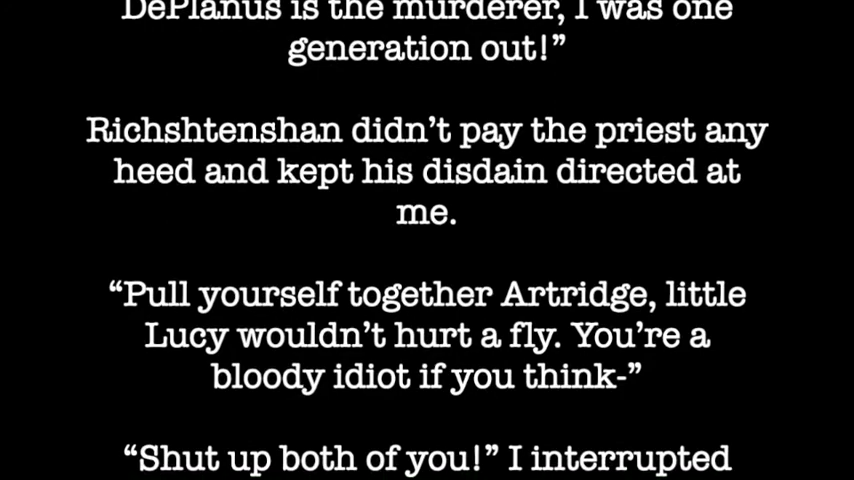 DePlanus is the murderer, I was one
generation out!”
Richshtenshan didn’t pay the priest any
heed and kept his disdain directed at
me.
“Pull yourself together Artridge, little
Lucy wouldn’t hurt a fly. You’re a
bloody idiot if you think-”
“Shut up both of you!” I interrupted